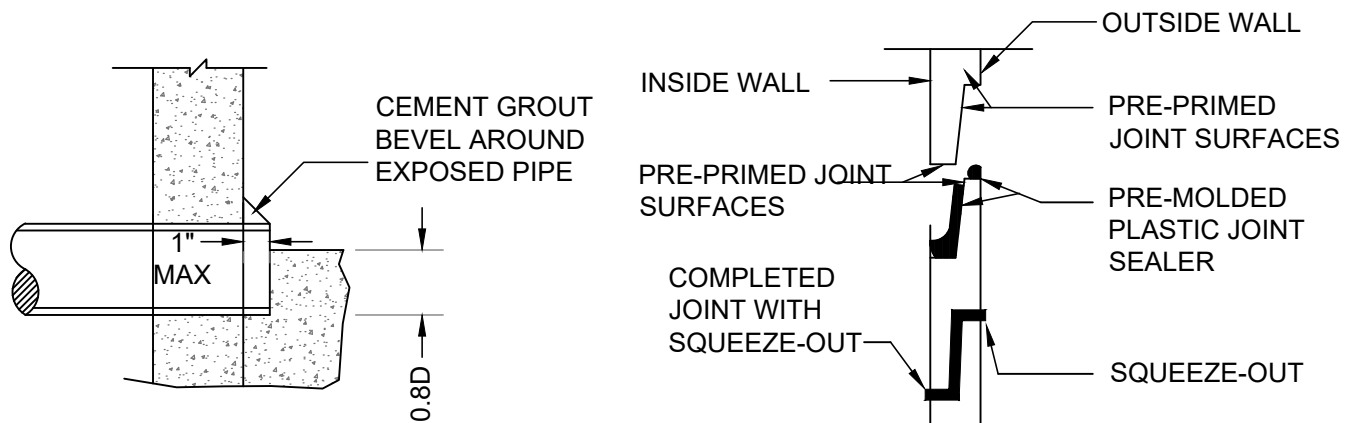 CEMENT GROUT
BEVEL AROUND
EXPOSED PIPE
1"
MAX
0.8D
OUTSIDE WALL
INSIDE WALL
PRE-PRIMED
JOINT SURFACES
PRE-PRIMED JOINT
SURFACES
PRE-MOLDED
PLASTIC JOINT
SEALER
COMPLETED
JOINT WITH
SQUEEZE-OUT
SQUEEZE-OUT